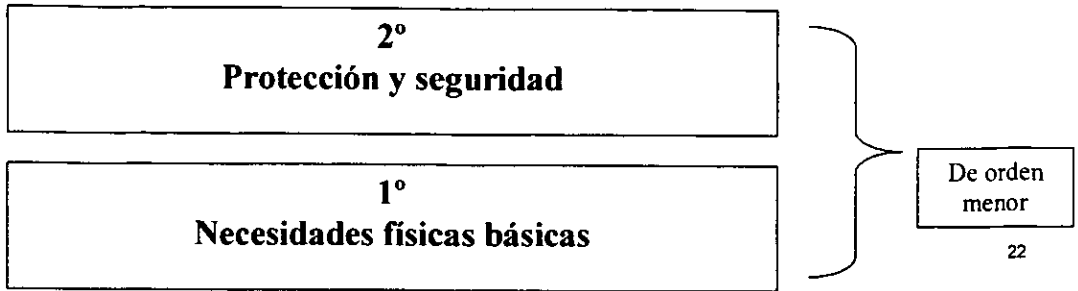 2º
Protección y seguridad
1º
Necesidades físicas básicas
De orden
menor
22